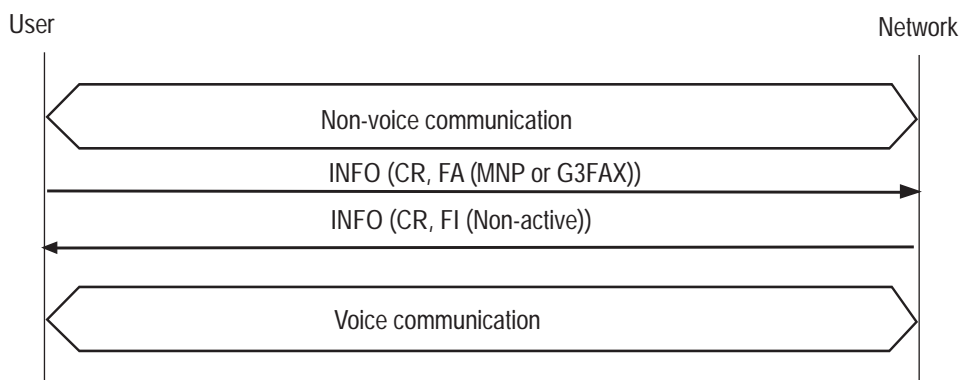 User
Network
Non-voice communication
INFO (CR, FA (MNP or G3FAX))
INFO (CR, FI (Non-active))
Voice communication